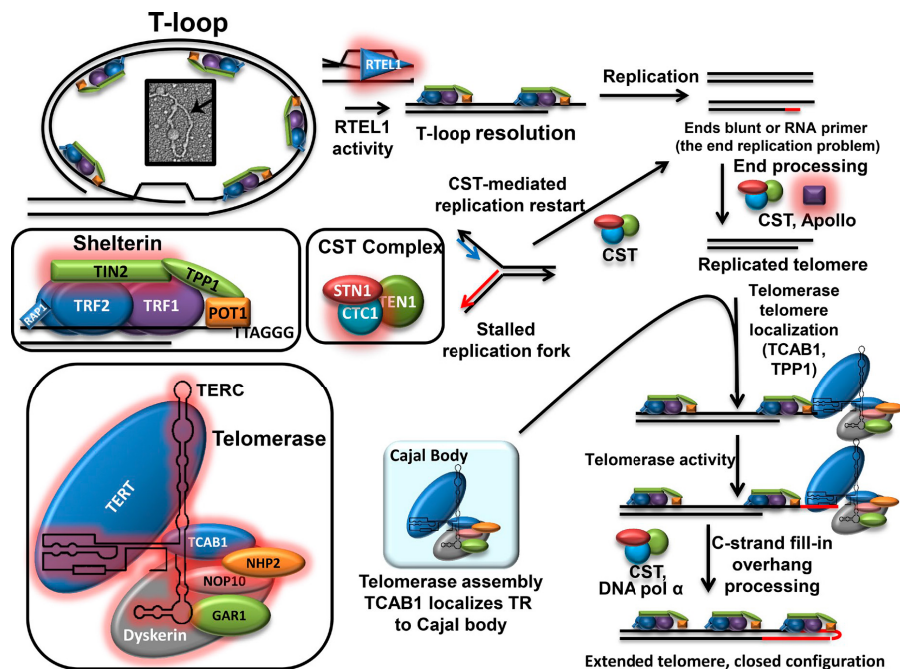 T-loop
RTEL1
RTEL1
activity
T-loop resolution
Replication
Ends blunt or RNA primer
(the end replication problem)
End processing
CST, Apollo
Replicated telomere
CST-mediated
replication restart
CST
Stalled
replication fork
Shelterin
TIN2
TPP1
RAP1
TRF2
TRF1
POT1
TTAGGG
CST Complex
STN1
CTC1
TEN1
Telomerase
telomere
localization
(TCAB1,
TPP1)
TERC
Telomerase
TERT
TCAB1
NHP2
NOP10
GAR1
Dyskerin
Cajal Body
Telomerase assembly
TCAB1 localizes TR
to Cajal body
Telomerase activity
CST,
DNA pol α
C-strand fill-in
overhang
processing
Extended telomere, closed configuration